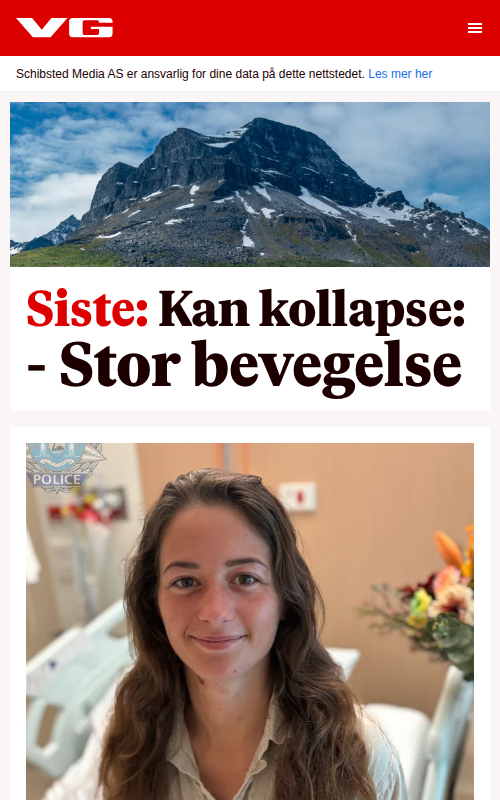 VG
Schibsted Media AS er ansvarlig for dine data på dette nettstedet. Les mer her
Siste: Kan kollapse:
- Stor bevegelse
POLICE